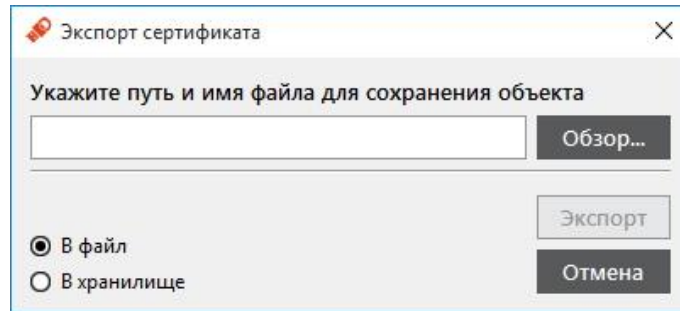 Экспорт сертификата
Укажите путь и имя файла для сохранения объекта
Обзор...
Экспорт
В файл
В хранилище
Отмена